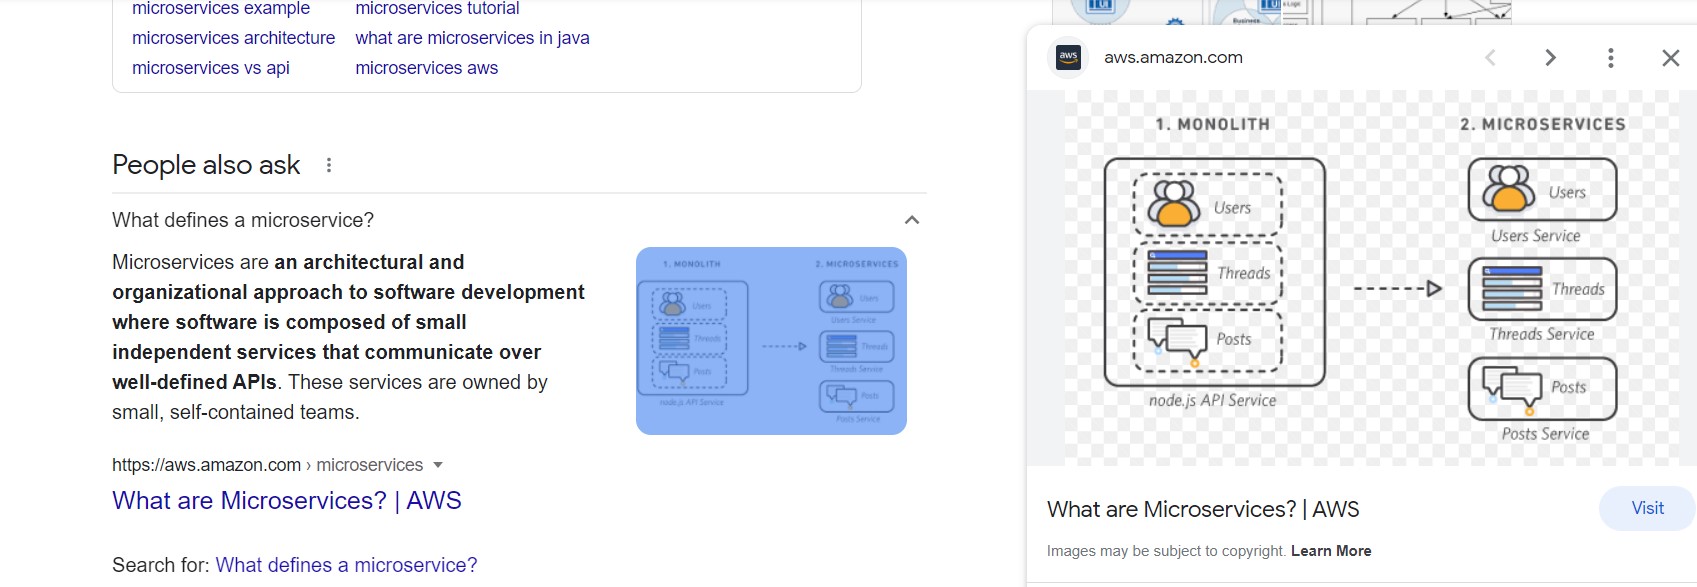 microservices example
microservices tutorial
microservices architecture
what are microservices in java
microservices vs api
microservices aws
People also ask
What defines a microservice?
Microservices are an architectural and
organizational approach to software development
where software is composed of small
independent services that communicate over
well-defined APIs. These services are owned by
small, self-contained teams.
1. MONOLITH
2. MICROSERVICES
Users
Threads
Posts
node.js API Service
Users
Users Service
Threads
Threads Service
Posts
Posts Service
https://aws.amazon.com › microservices
What are Microservices? | AWS
Search for: What defines a microservice?
Business
aws
aws.amazon.com
1. MONOLITH
2. MICROSERVICES
Users
Threads
Posts
node.js API Service
Users
Users Service
Threads
Threads Service
Posts
Posts Service
What are Microservices? | AWS
Visit
Images may be subject to copyright. Learn More